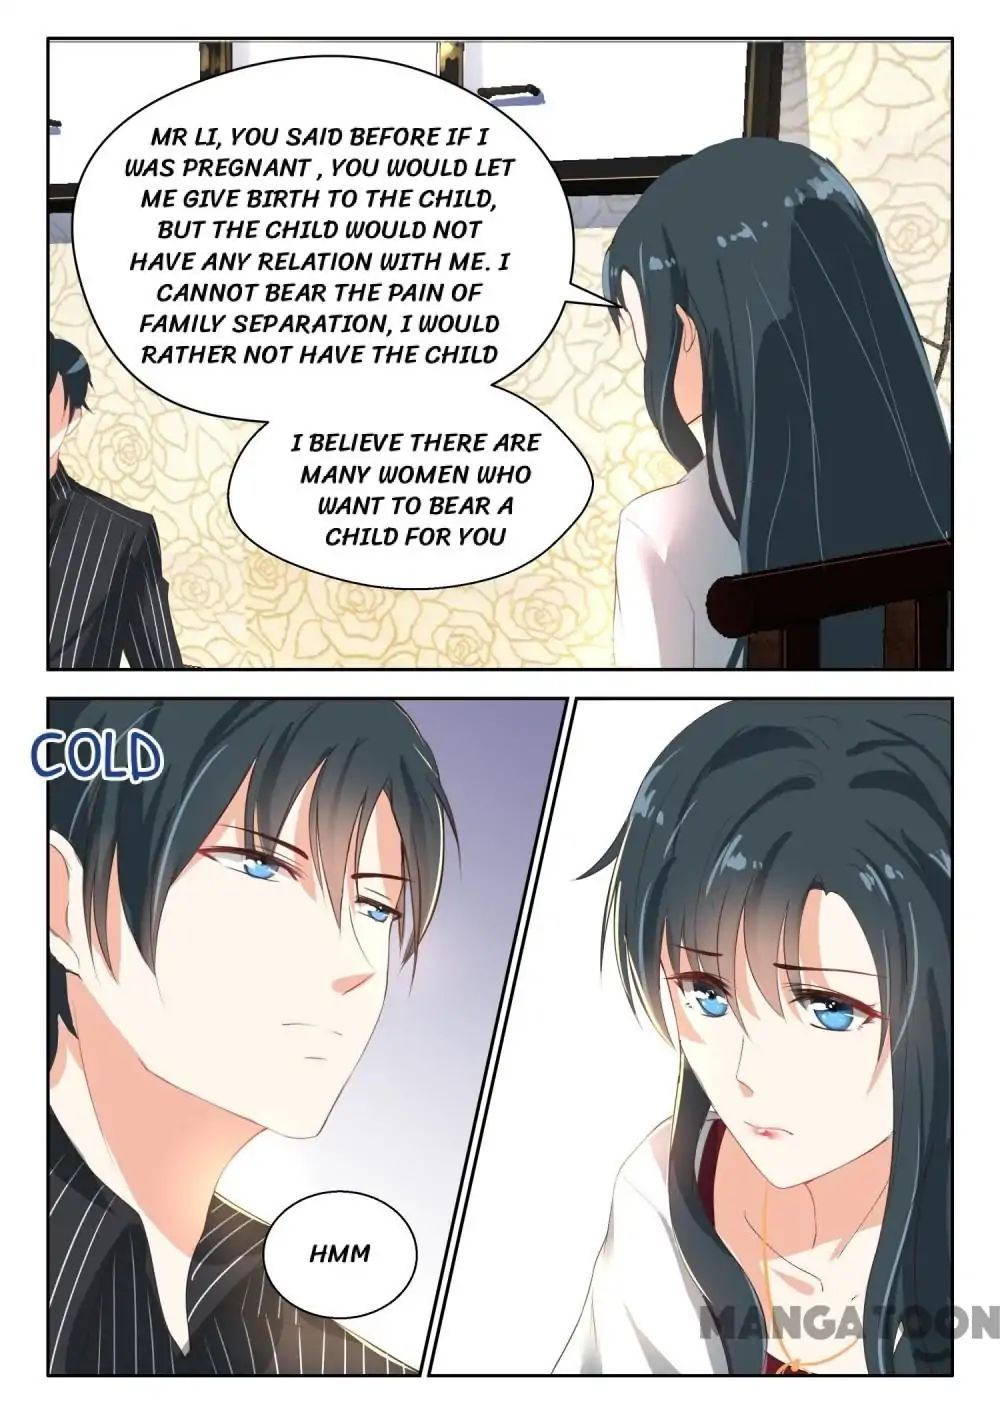 MR LI, YOU SAID BEFORE IF I
WAS PREGNANT , YOU WOULD LET
ME GIVE BIRTH TO THE CHILD,
BUT THE CHILD WOULD NOT
HAVE ANY RELATION WITH ME. I
CANNOT BEAR THE PAIN OF
FAMILY SEPARATION, I WOULD
RATHER NOT HAVE THE CHILD
I BELIEVE THERE ARE
MANY WOMEN WHO
WANT TO BEAR A
CHILD FOR YOU
COLD
HMM
MANGATOON